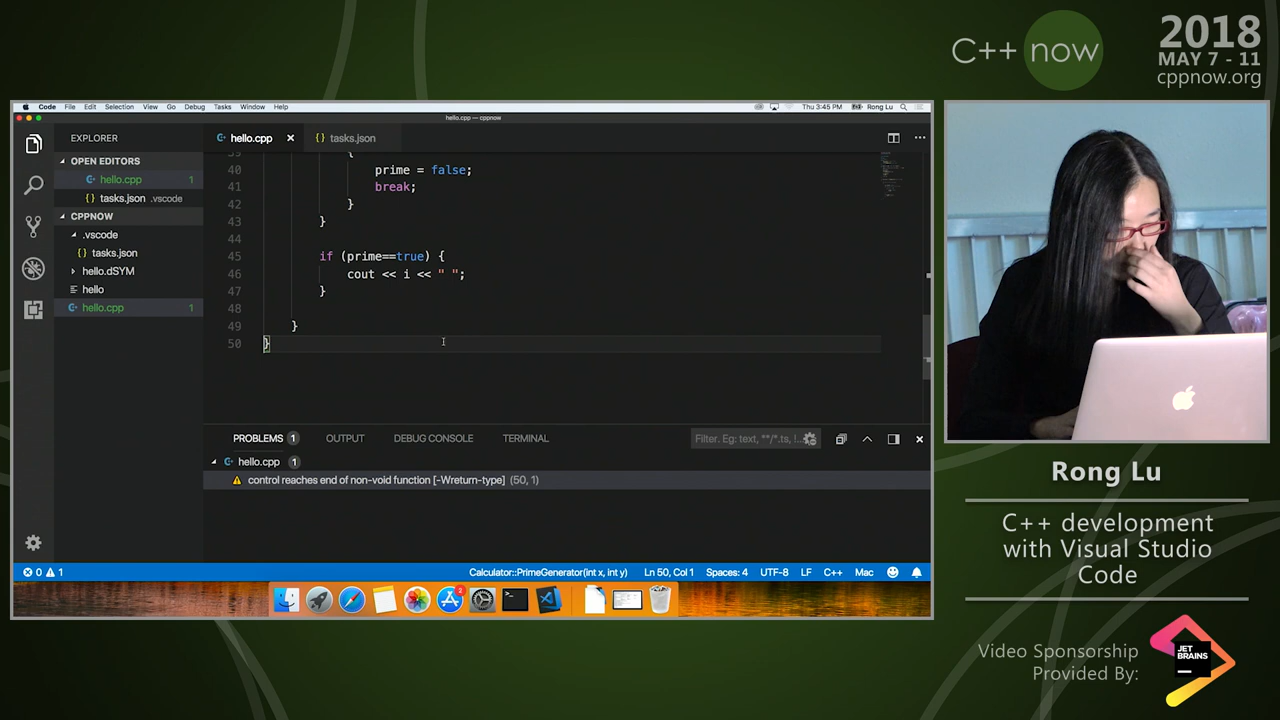 C++ now
2018
MAY 7 - 11
cppnow.org
Code File Edit Selection View Go Debug Tasks Window Help
Thu 3:45 PM Rong Lu
hello.cpp — cppnow
EXPLORER
OPEN EDITORS
hello.cpp 1
tasks.json .vscode
CPPNOW
.vscode
tasks.json
hello.dSYM
hello
hello.cpp 1
hello.cpp
{} tasks.json
39 {
40 prime = false;
41 break;
42 }
43 }
44
45 if (prime==true) {
46 cout << i << " ";
47 }
48
49 }
50 }
PROBLEMS 1 OUTPUT DEBUG CONSOLE TERMINAL
Filter. Eg: text, **/*.ts, !...
hello.cpp 1
control reaches end of non-void function [-Wreturn-type] (50, 1)
0 1 Calculator::PrimeGenerator(int x, int y) Ln 50, Col 1 Spaces: 4 UTF-8 LF C++ Mac
Rong Lu
C++ development
with Visual Studio
Code
Video Sponsorship
Provided By:
JET
BRAINS